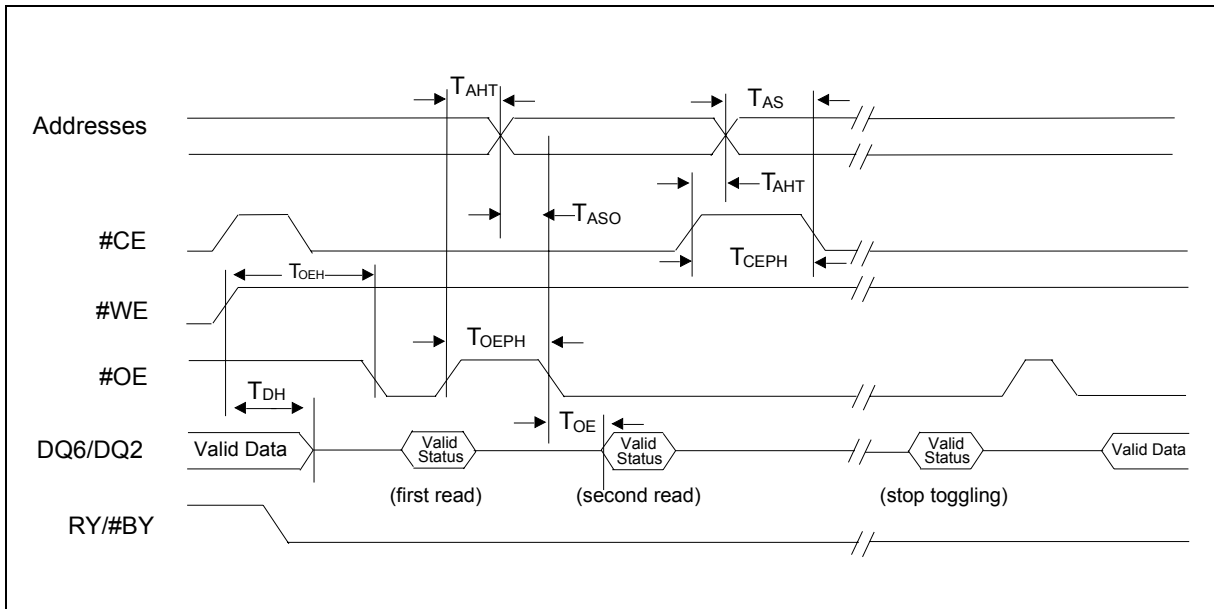 TAHT
TAS
Addresses
TAHT
TASO
#CE
TCEPH
TOEH
#WE
TOEPH
#OE
TDH
TOE
DQ6/DQ2
Valid Data
Valid
Status
Valid
Status
Valid
Status
Valid Data
(first read)
(second read)
(stop toggling)
RY/#BY